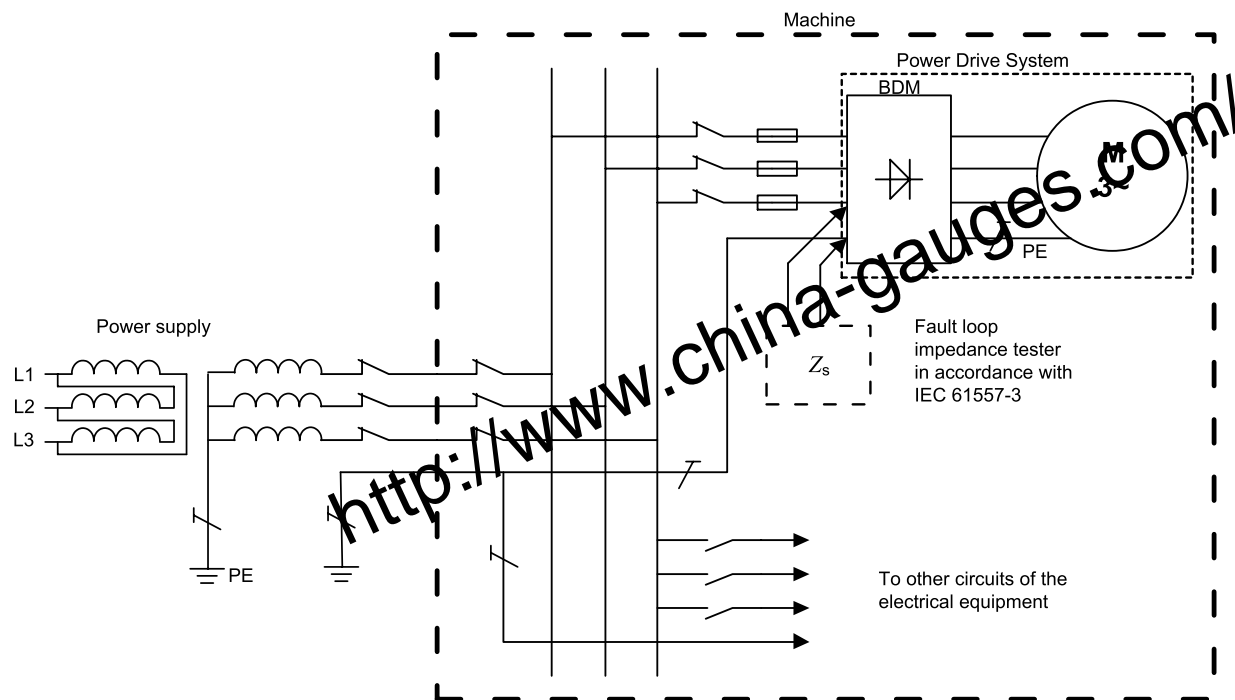 Machine
Power Drive System
BDM
M
3~
PE
http://www.china-gauges.com/
Power supply
L1
L2
L3
Zs
Fault loop
impedance tester
in accordance with
IEC 61557-3
PE
To other circuits of the
electrical equipment